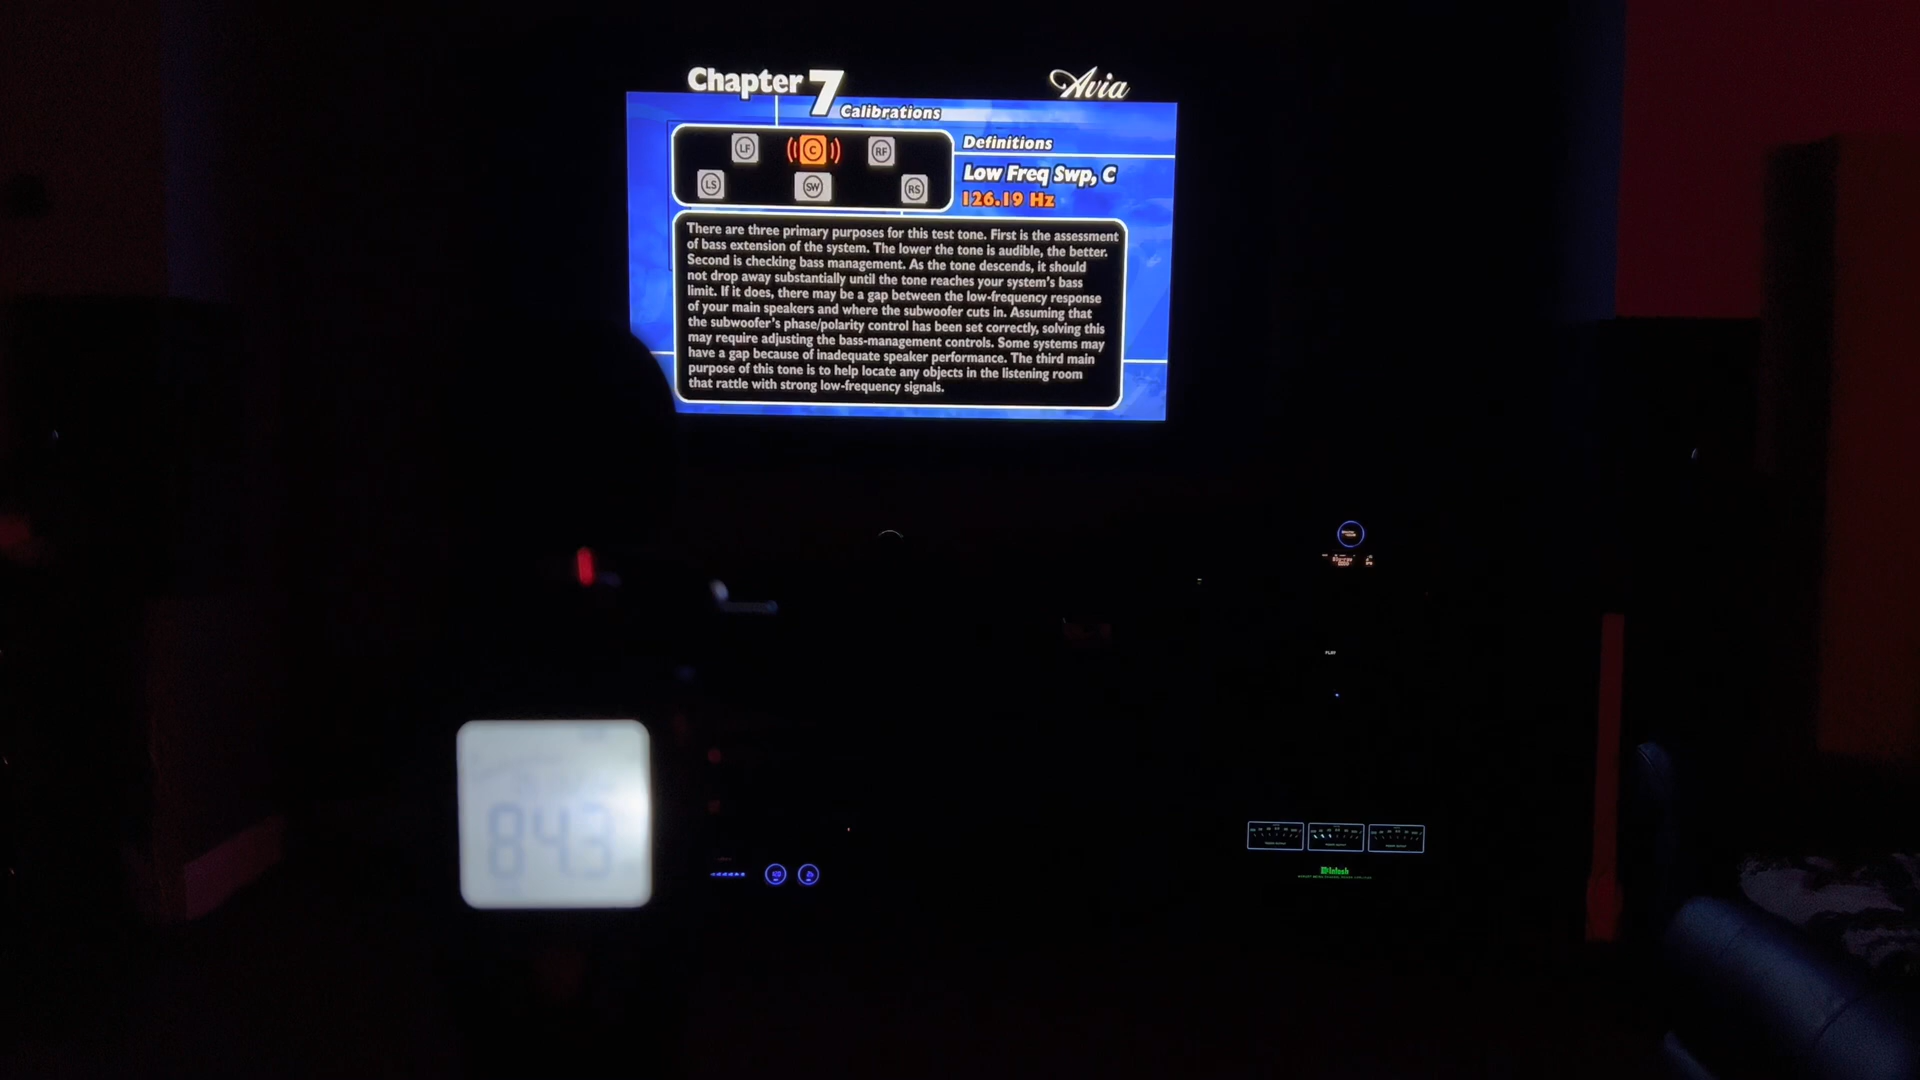 Chapter 7
Avia
Calibrations
LF
C
RF
LS
SW
RS
Definitions
Low Freq Swp, C
126.19 Hz
There are three primary purposes for this test tone. First is the assessment
of bass extension of the system. The lower the tone is audible, the better.
Second is checking bass management. As the tone descends, it should
not drop away substantially until the tone reaches your system's bass
limit. If it does, there may be a gap between the low-frequency response
of your main speakers and where the subwoofer cuts in. Assuming that
the subwoofer's phase/polarity control has been set correctly, solving this
may require adjusting the bass-management controls. Some systems may
have a gap because of inadequate speaker performance. The third main
purpose of this tone is to help locate any objects in the listening room
that rattle with strong low-frequency signals.
PLAY
843
McIntosh